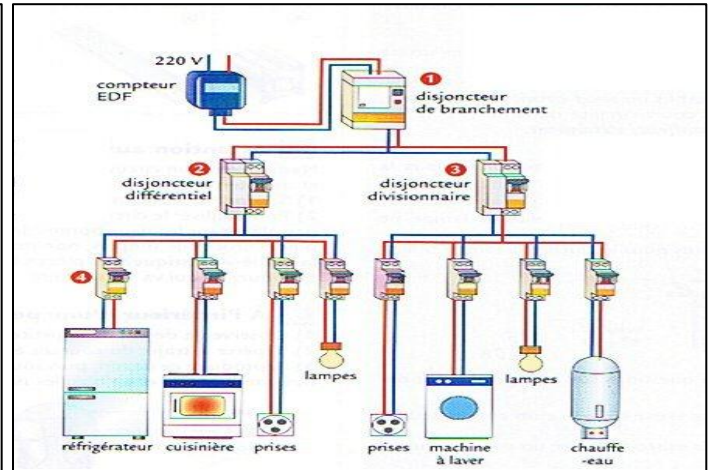 220 V
compteur
EDF
1
disjoncteur
de branchement
2
disjoncteur
différentiel
3
disjoncteur
divisionnaire
4
lampes
lampes
réfrigérateur
cuisinière
prises
prises
machine
à laver
chauffe
-eau